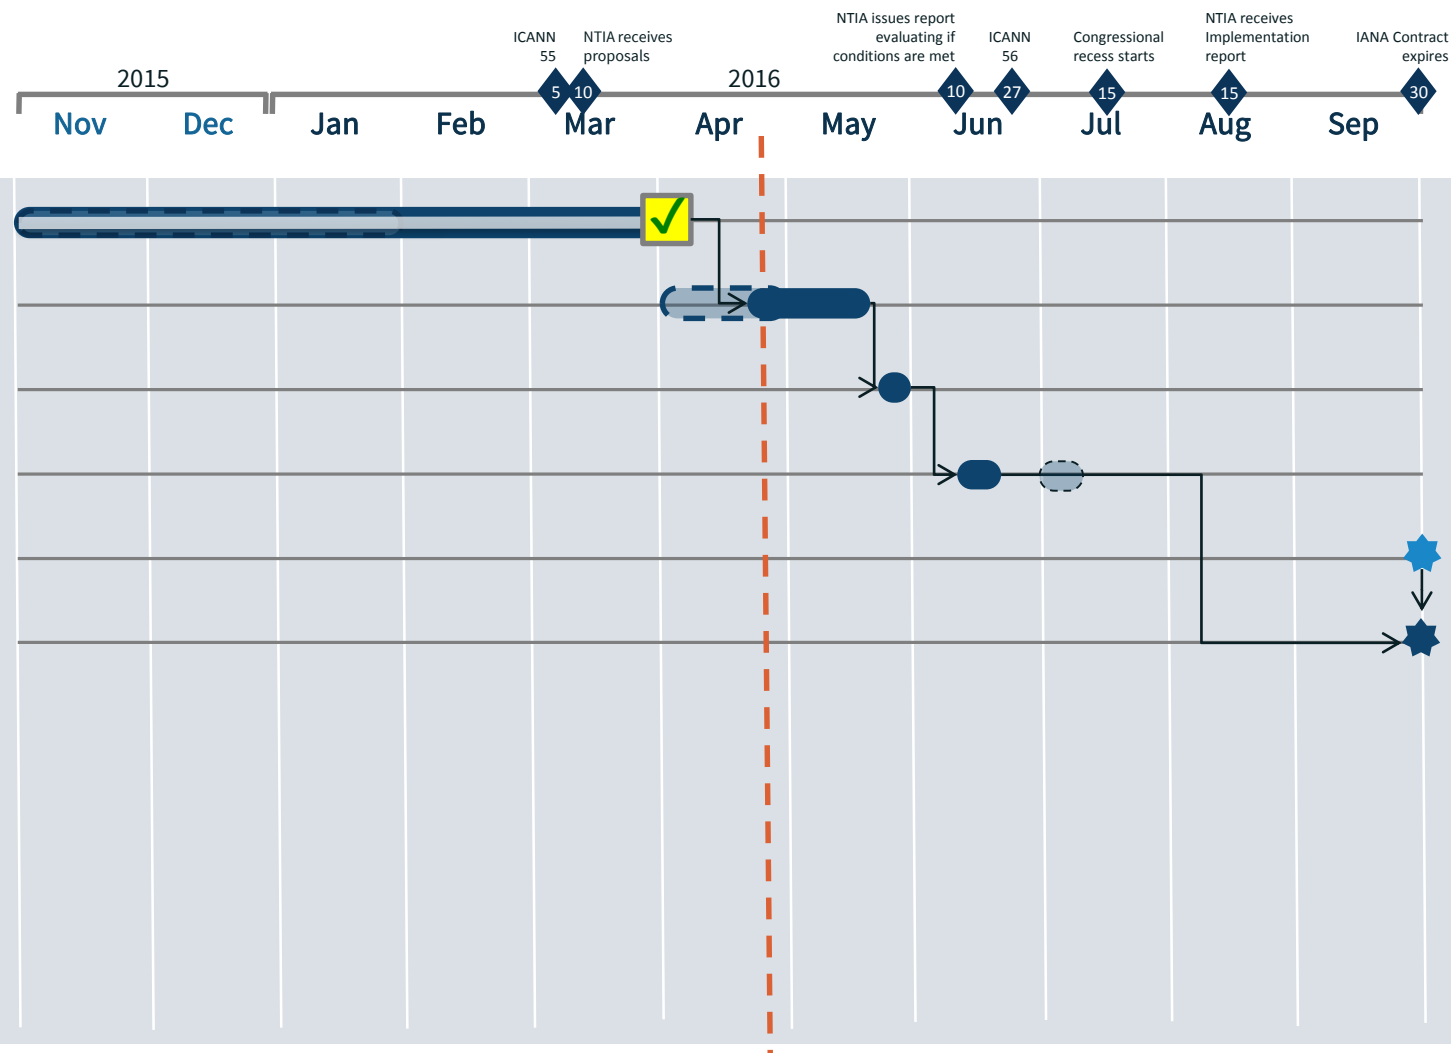 ICANN
55
NTIA receives
proposals
NTIA issues report
evaluating if
conditions are met
ICANN
56
Congressional
recess starts
NTIA receives
Implementation
report
IANA Contract
expires
2015
2016
5
10
10
27
15
15
30
Nov
Dec
Jan
Feb
Mar
Apr
May
Jun
Jul
Aug
Sep